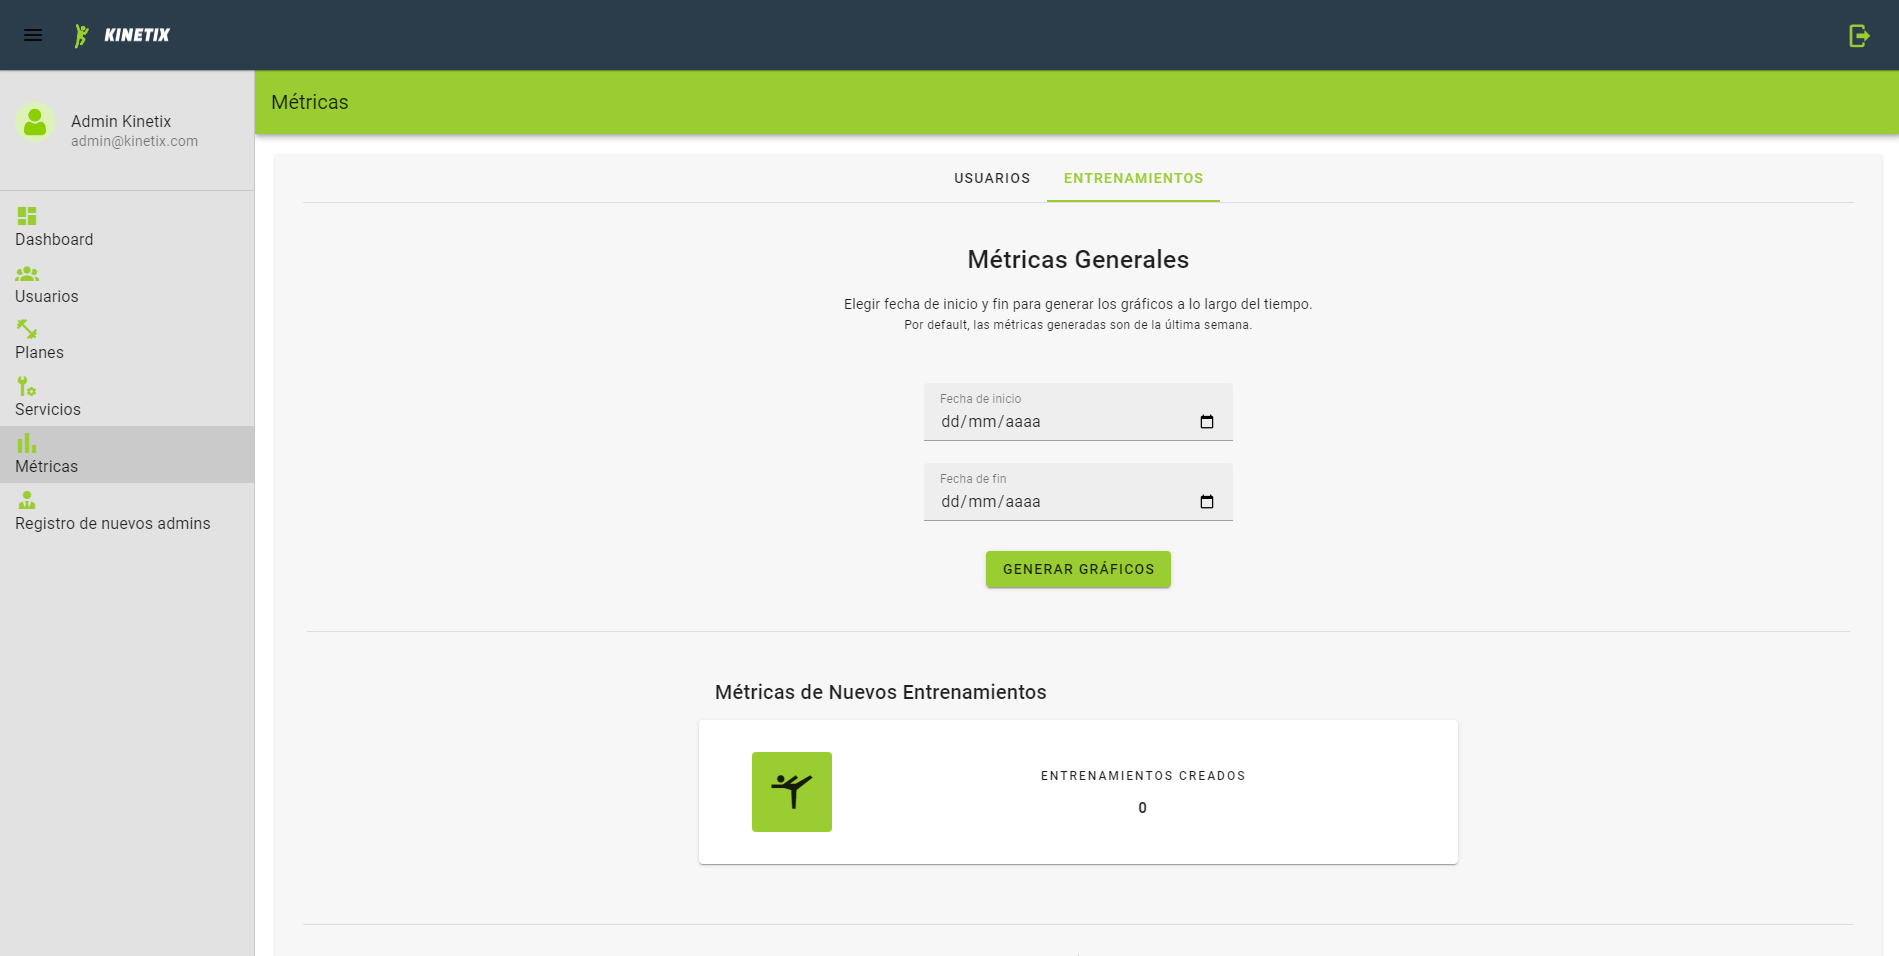 KINETIX
Métricas
Admin Kinetix
admin@kinetix.com
Dashboard
Usuarios
Planes
Servicios
Métricas
Registro de nuevos admins
USUARIOS
ENTRENAMIENTOS
Métricas Generales
Elegir fecha de inicio y fin para generar los gráficos a lo largo del tiempo.
Por default, las métricas generadas son de la última semana.
Fecha de inicio
dd/mm/aaaa
Fecha de fin
dd/mm/aaaa
GENERAR GRÁFICOS
Métricas de Nuevos Entrenamientos
ENTRENAMIENTOS CREADOS
0